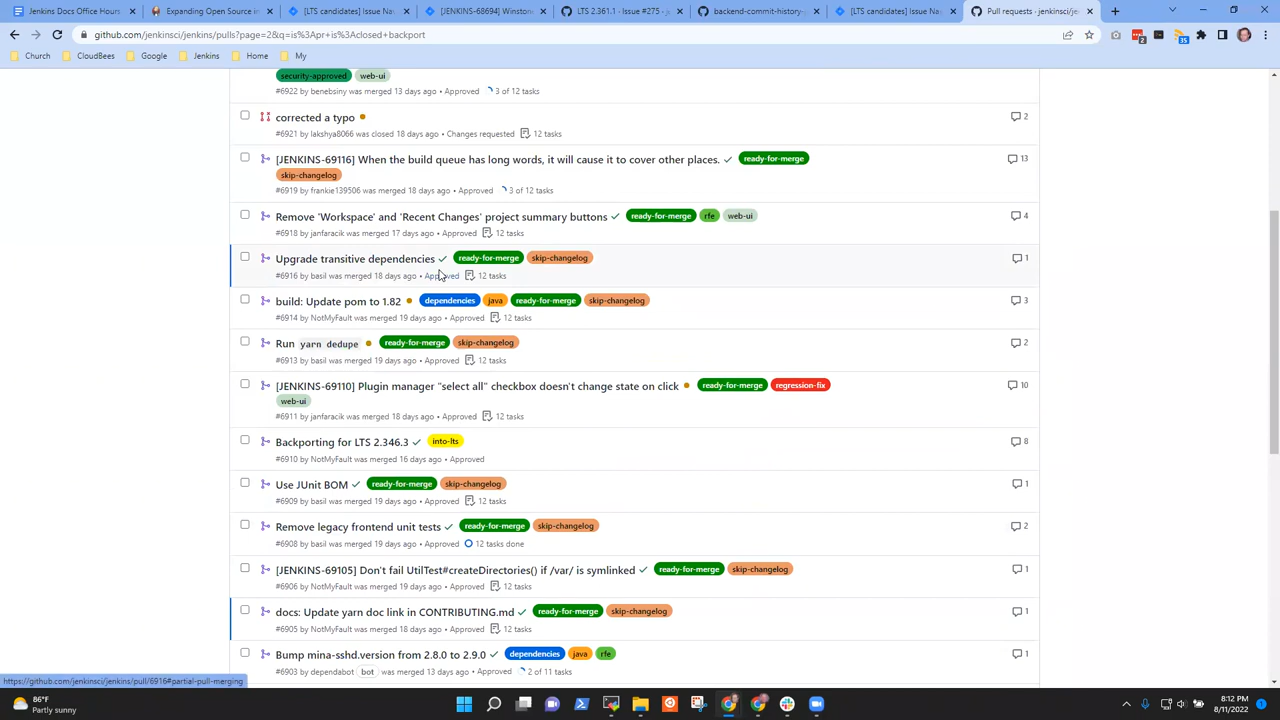 Jenkins Docs Office Hours
Expanding Open Source in
[LTS candidates] Issue Nav
[JENKINS-68694] Winston
LTS 2.361.1 - Issue #275 - j
backend-commit-history-
[LTS candidates] Issue Nav
Pull requests · jenkinsci/jen
github.com/jenkinsci/jenkins/pulls?page=2&q=is%3Apr+is%3Aclosed+backport
2
35
Church
CloudBees
Google
Jenkins
Home
My
security-approved web-ui
#6922 by benebsiny was merged 13 days ago • Approved 3 of 12 tasks
corrected a typo
2
#6921 by lakshya8066 was closed 18 days ago • Changes requested 12 tasks
[JENKINS-69116] When the build queue has long words, it will cause it to cover other places. ready-for-merge
13
skip-changelog
#6919 by frankie139506 was merged 18 days ago • Approved 3 of 12 tasks
Remove 'Workspace' and 'Recent Changes' project summary buttons ready-for-merge rfe web-ui
4
#6918 by janfaracik was merged 17 days ago • Approved 12 tasks
Upgrade transitive dependencies ready-for-merge skip-changelog
1
#6916 by basil was merged 18 days ago • Approved 12 tasks
build: Update pom to 1.82 dependencies java ready-for-merge skip-changelog
3
#6914 by NotMyFault was merged 19 days ago • Approved 12 tasks
Run yarn dedupe ready-for-merge skip-changelog
2
#6913 by basil was merged 19 days ago • Approved 12 tasks
[JENKINS-69110] Plugin manager "select all" checkbox doesn't change state on click ready-for-merge regression-fix
10
web-ui
#6911 by janfaracik was merged 18 days ago • Approved 12 tasks
Backporting for LTS 2.346.3 into-lts
8
#6910 by NotMyFault was merged 16 days ago • Approved
Use JUnit BOM ready-for-merge skip-changelog
1
#6909 by basil was merged 19 days ago • Approved 12 tasks
Remove legacy frontend unit tests ready-for-merge skip-changelog
2
#6908 by basil was merged 19 days ago • Approved 12 tasks done
[JENKINS-69105] Don't fail UtilTest#createDirectories() if /var/ is symlinked ready-for-merge skip-changelog
1
#6906 by NotMyFault was merged 19 days ago • Approved 12 tasks
docs: Update yarn doc link in CONTRIBUTING.md ready-for-merge skip-changelog
1
#6905 by NotMyFault was merged 18 days ago • Approved 12 tasks
Bump mina-sshd.version from 2.8.0 to 2.9.0 dependencies java rfe
1
#6903 by dependabot bot was merged 13 days ago • Approved 2 of 11 tasks
https://github.com/jenkinsci/jenkins/pull/6916#partial-pull-merging
86°F
Partly sunny
8:12 PM
8/11/2022